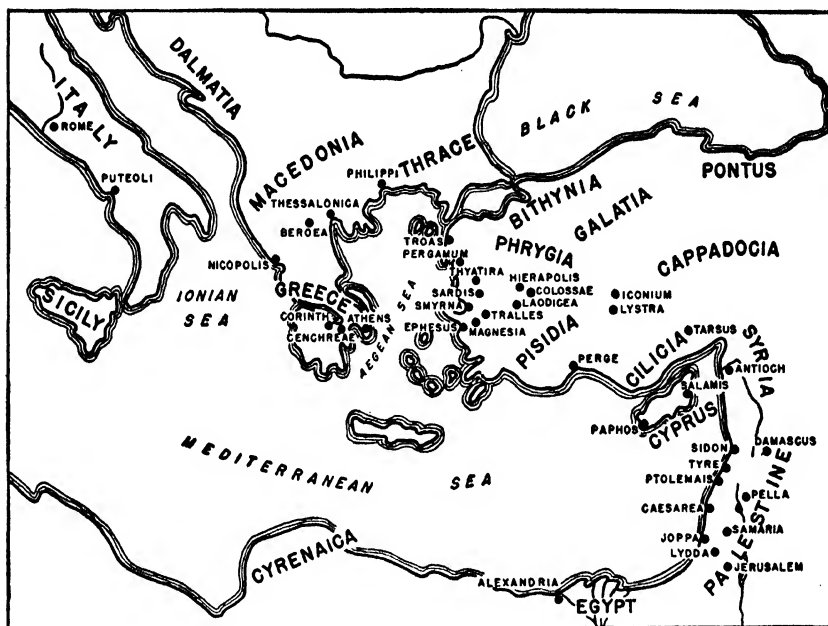 ITALY
ROME
PUTEOLI
SICILY
DALMATIA
MACEDONIA
PHILIPPI
THRACE
BLACK SEA
PONTUS
THESSALONICA
BEROEA
NICOPOLIS
IONIAN
SEA
GREECE
CORINTH
ATHENS
CENCHREAE
AEGEAN SEA
BITHYNIA
GALATIA
PHRYGIA
CAPPADOCIA
TROAS
PERGAMUM
THYATIRA
HIERAPOLIS
SARDIS
COLOSSAE
SMYRNA
LAODICEA
TRALLES
EPHESUS
MAGNESIA
ICONIUM
LYSTRA
PISIDIA
PERGE
CILICIA
TARSUS
SYRIA
ANTIOCH
SALAMIS
CYPRUS
PAPHOS
MEDITERRANEAN SEA
SIDON
DAMASCUS
TYRE
PTOLEMAIS
PELLA
CAESAREA
SAMARIA
JOPPA
LYDDA
JERUSALEM
PALESTINE
CYRENAICA
ALEXANDRIA
EGYPT